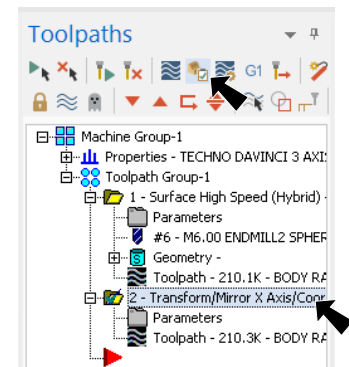 Toolpaths
G1
Machine Group-1
Properties - TECHNO DAVINCI 3 AXI
Toolpath Group-1
1 - Surface High Speed (Hybrid) -
Parameters
#6 - M6.00 ENDMILL2 SPHER
Geometry -
Toolpath - 210.1K - BODY RA
2 - Transform/Mirror X Axis/Coor
Parameters
Toolpath - 210.3K - BODY RA